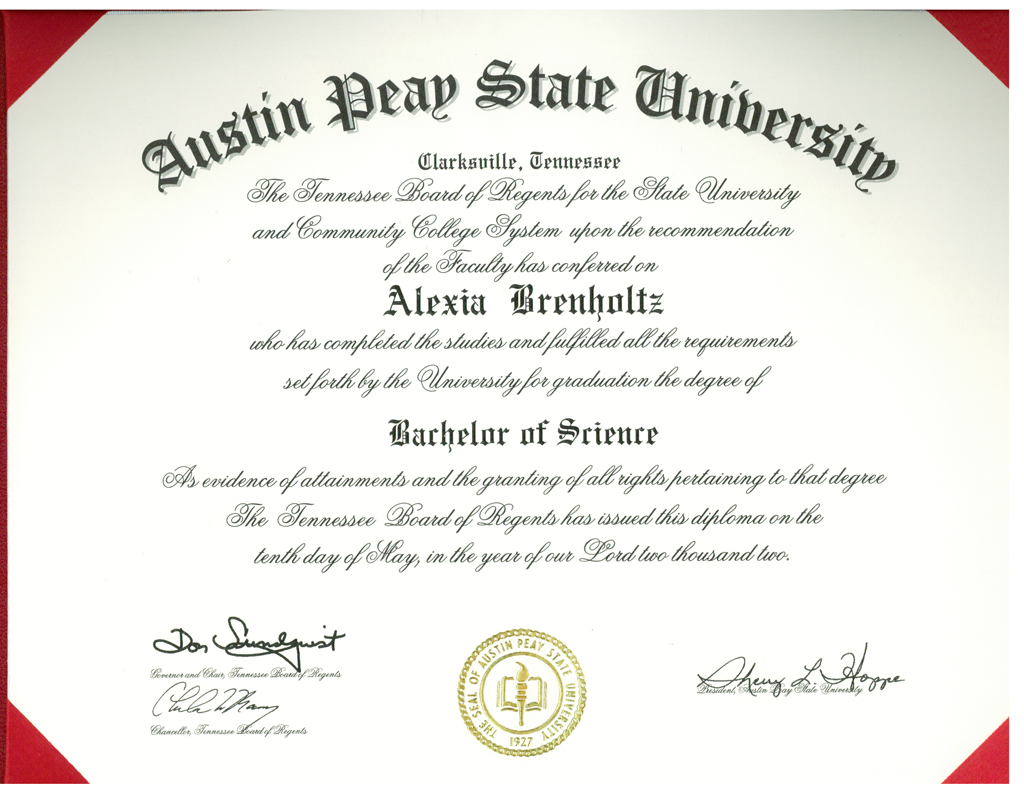 Austin Peay State University
Clarksville, Tennessee
The Tennessee Board of Regents for the State University
and Community College System upon the recommendation
of the Faculty has conferred on
Alexia Brenholtz
who has completed the studies and fulfilled all the requirements
set forth by the University for graduation the degree of
Bachelor of Science
As evidence of attainments and the granting of all rights pertaining to that degree
The Tennessee Board of Regents has issued this diploma on the
tenth day of May, in the year of our Lord two thousand two.
Don Sundquist
Governor and Chair, Tennessee Board of Regents
Chancellor, Tennessee Board of Regents
THE SEAL OF AUSTIN PEAY STATE UNIVERSITY
1927
Sherry L. Hoppe
President, Austin Peay State University